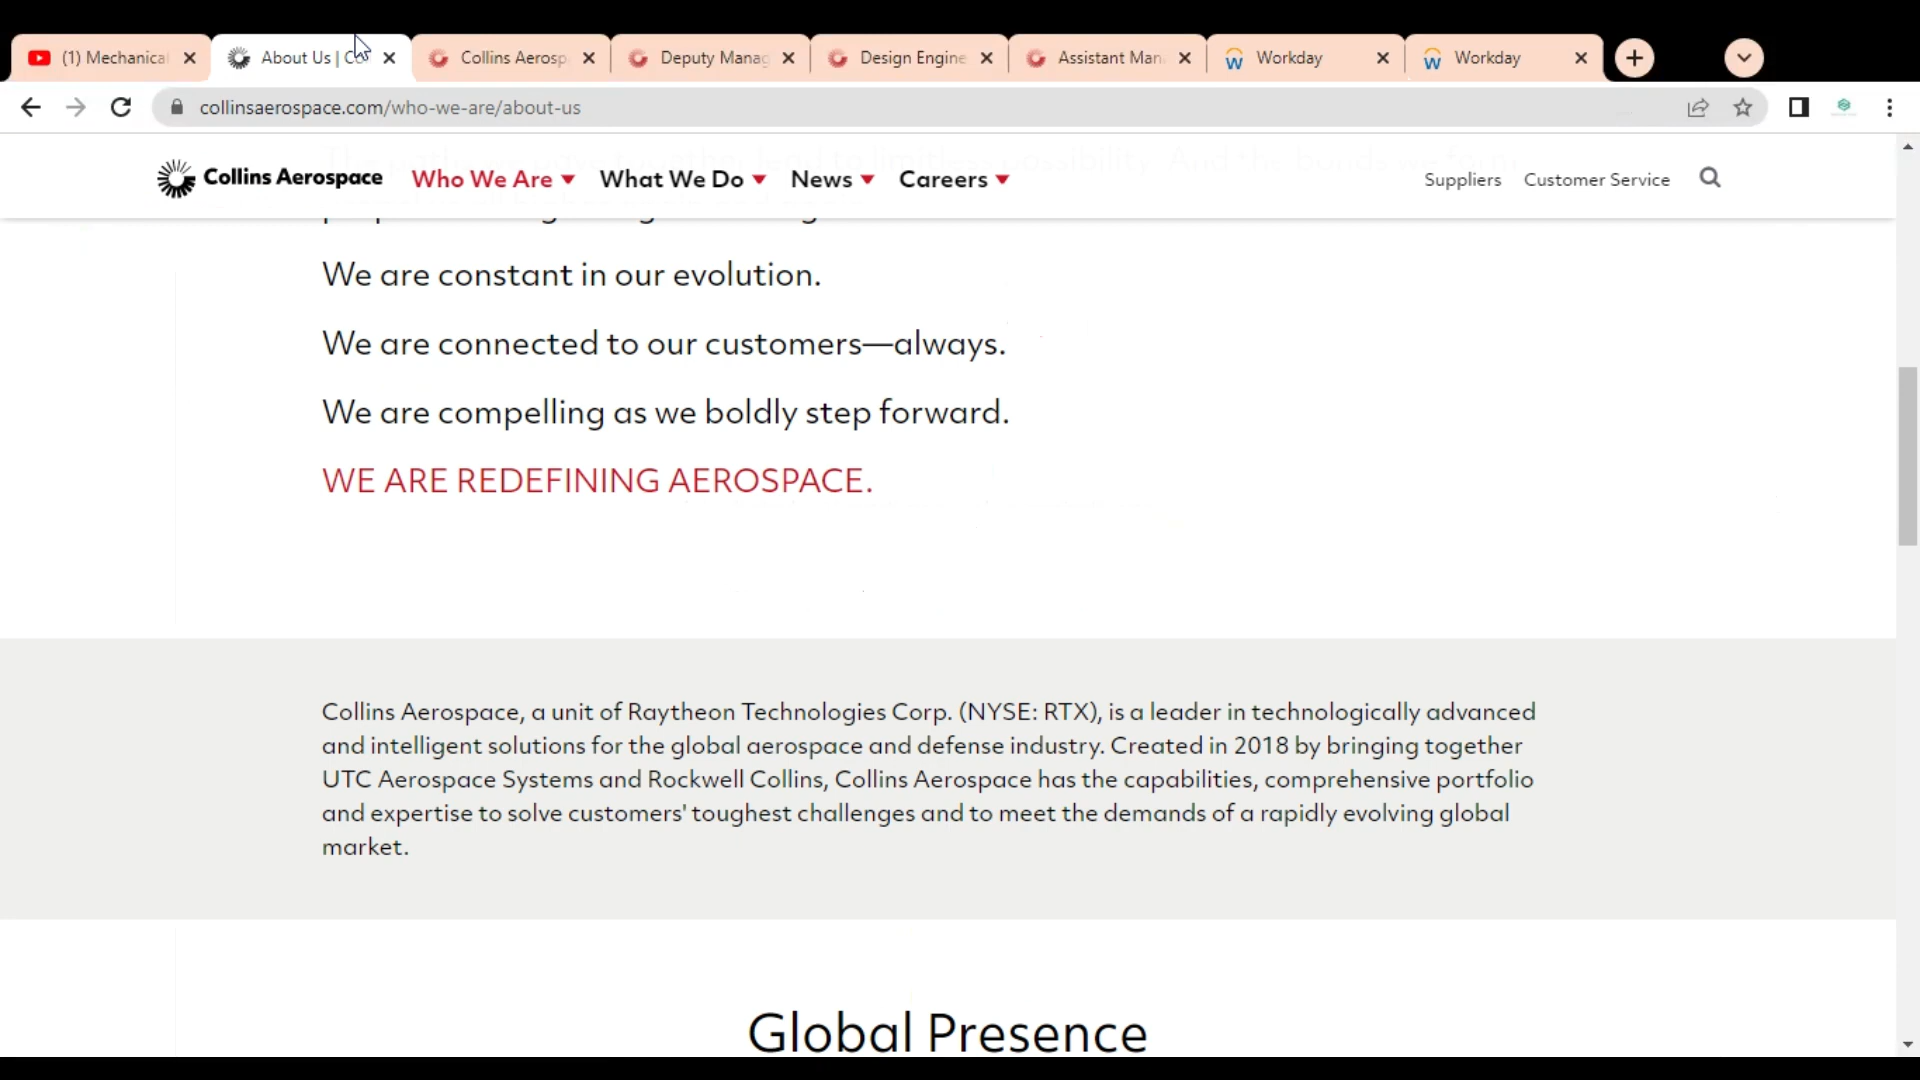 (1) Mechanical
About Us | C
Collins Aerosp
Deputy Manag
Design Engine
Assistant Man
Workday
Workday
collinsaerospace.com/who-we-are/about-us
Collins Aerospace
Who We Are
What We Do
News
Careers
Suppliers
Customer Service
We are constant in our evolution.
We are connected to our customers—always.
We are compelling as we boldly step forward.
WE ARE REDEFINING AEROSPACE.
Collins Aerospace, a unit of Raytheon Technologies Corp. (NYSE: RTX), is a leader in technologically advanced
and intelligent solutions for the global aerospace and defense industry. Created in 2018 by bringing together
UTC Aerospace Systems and Rockwell Collins, Collins Aerospace has the capabilities, comprehensive portfolio
and expertise to solve customers' toughest challenges and to meet the demands of a rapidly evolving global
market.
Global Presence